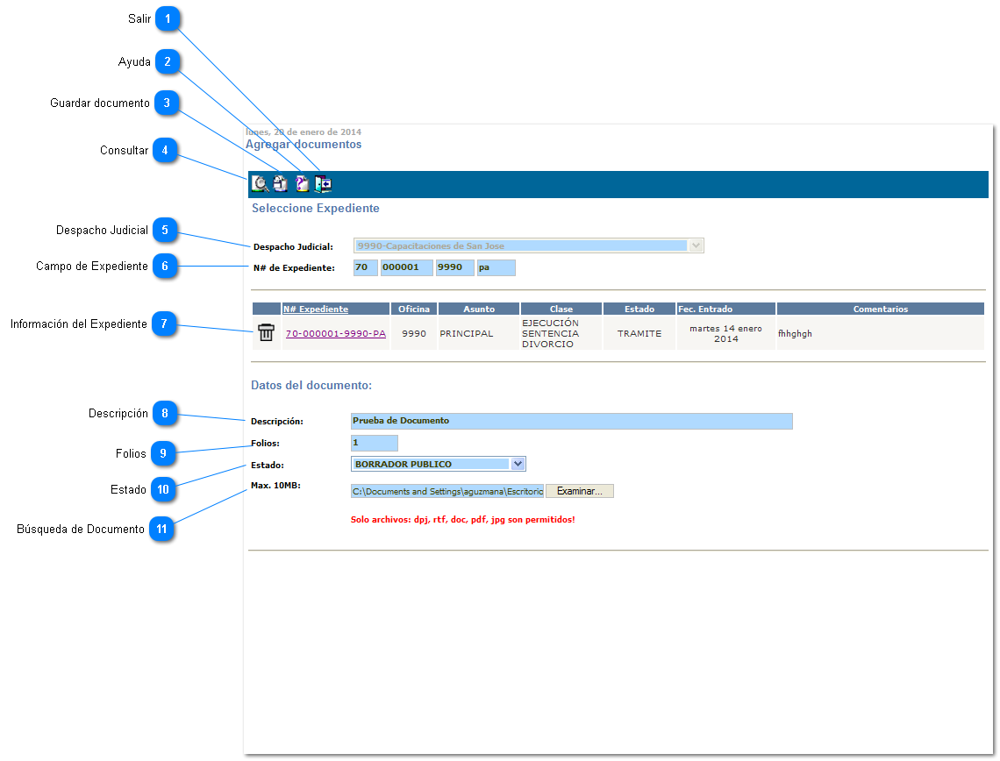 Salir 1
Ayuda 2
Guardar documento 3
Consultar 4
lunes, 20 de enero de 2014
Agregar documentos
Seleccione Expediente
Despacho Judicial 5
Despacho Judicial: 9990-Capacitaciones de San Jose
Campo de Expediente 6
N# de Expediente: 70 000001 9990 pa
N# Expediente Oficina Asunto Clase Estado Fec. Entrado Comentarios
Información del Expediente 7
70-000001-9990-PA 9990 PRINCIPAL EJECUCIÓN SENTENCIA DIVORCIO TRAMITE martes 14 enero 2014 fhhghgh
Datos del documento:
Descripción 8
Descripción: Prueba de Documento
Folios 9
Folios: 1
Estado 10
Estado: BORRADOR PUBLICO
Búsqueda de Documento 11
Max. 10MB: C:\Documents and Settings\aguzmana\Escritorio Examinar...
Solo archivos: dpj, rtf, doc, pdf, jpg son permitidos!